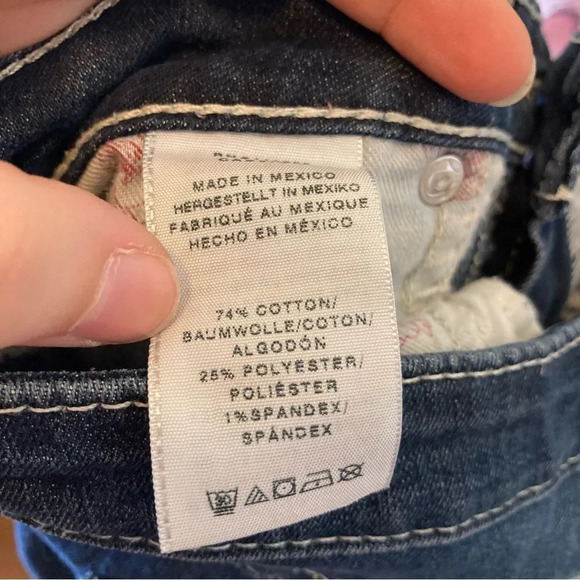 MADE IN MEXICO
HERGESTELLT IN MEXIKO
FABRIQUÉ AU MEXIQUE
HECHO EN MÉXICO
74% COTTON/
BAUMWOLLE/COTON/
ALGODÓN
25% POLYESTER/
POLIÉSTER
1% SPANDEX/
SPÁNDEX
30